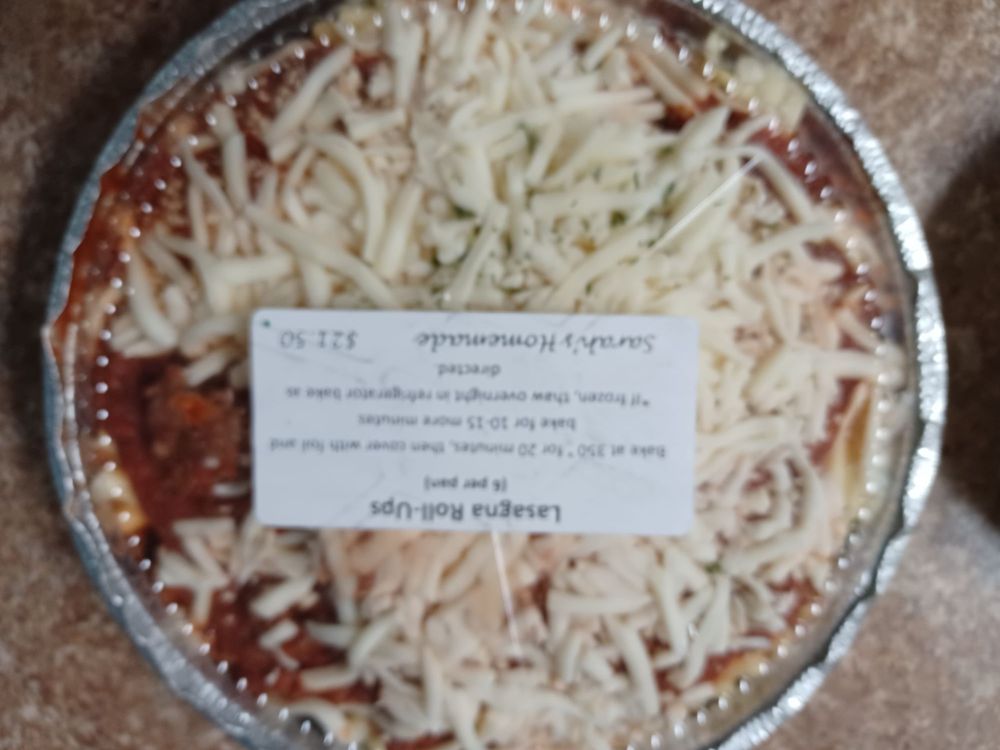 Lasagna Roll-Ups
(6 per pan)
Bake at 350° for 20 minutes, then cover with foil and
bake for 10-15 more minutes
*If frozen, thaw overnight in refrigerator bake as
directed
Sarah's Homemade $21.50